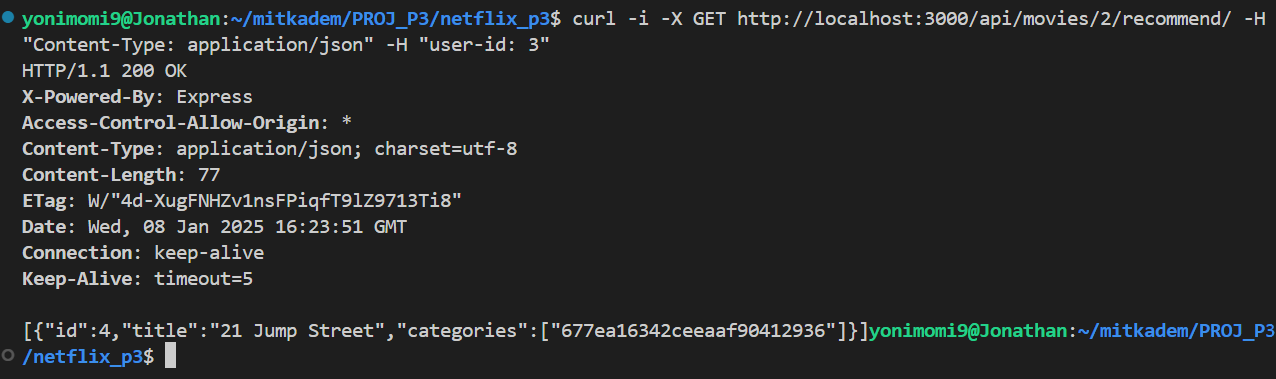 yonimomi9@Jonathan:~/mitkadem/PROJ_P3/netflix_p3$ curl -i -X GET http://localhost:3000/api/movies/2/recommend/ -H
"Content-Type: application/json" -H "user-id: 3"
HTTP/1.1 200 OK
X-Powered-By: Express
Access-Control-Allow-Origin: *
Content-Type: application/json; charset=utf-8
Content-Length: 77
ETag: W/"4d-XugFNHZv1nsFPiqfT9lZ9713Ti8"
Date: Wed, 08 Jan 2025 16:23:51 GMT
Connection: keep-alive
Keep-Alive: timeout=5

[{"id":4,"title":"21 Jump Street","categories":["677ea16342ceeaaf90412936"]}]yonimomi9@Jonathan:~/mitkadem/PROJ_P3
/netflix_p3$